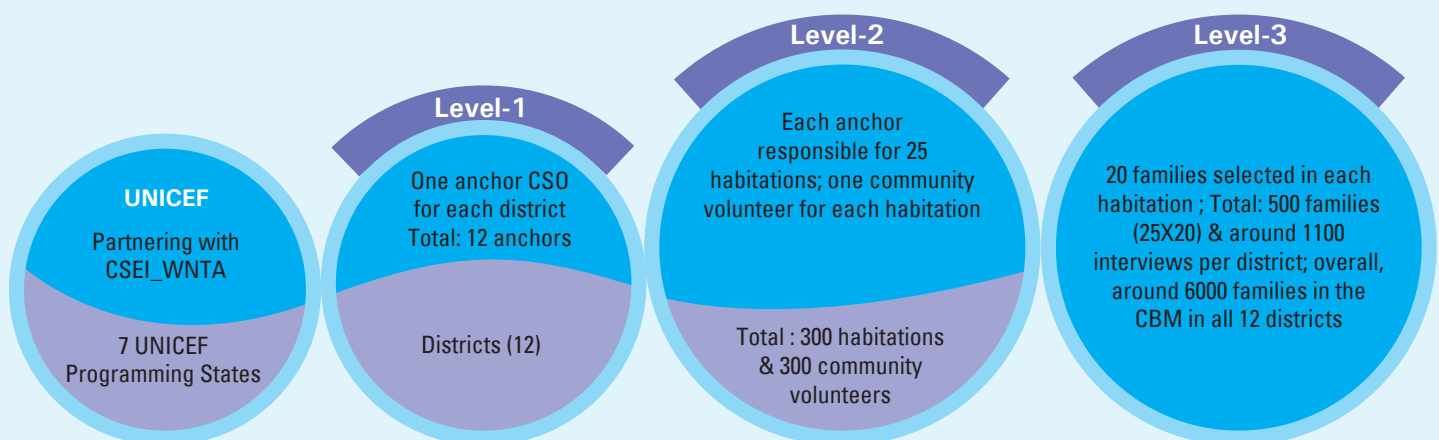 UNICEF
Partnering with
CSEI_WNTA
7 UNICEF
Programming States
Level-1
One anchor CSO
for each district
Total: 12 anchors
Districts (12)
Level-2
Each anchor
responsible for 25
habitations; one community
volunteer for each habitation
Total : 300 habitations
& 300 community
volunteers
Level-3
20 families selected in each
habitation ; Total: 500 families
(25X20) & around 1100
interviews per district; overall,
around 6000 families in the
CBM in all 12 districts